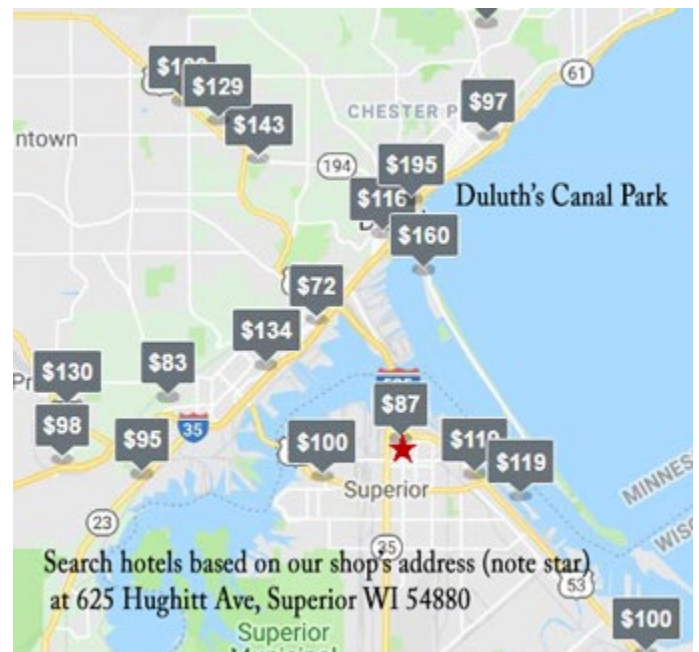 61
$129
$97
CHESTER P
$143
ntown
194
$195
$116
Duluth's Canal Park
$160
$72
$134
$83
$130
$98
35
$95
$87
$100
$119
Superior
MINNES
WISC
23
35
Search hotels based on our shop's address (note star)
at 625 Hughitt Ave, Superior WI 54880
53
$100
Superior